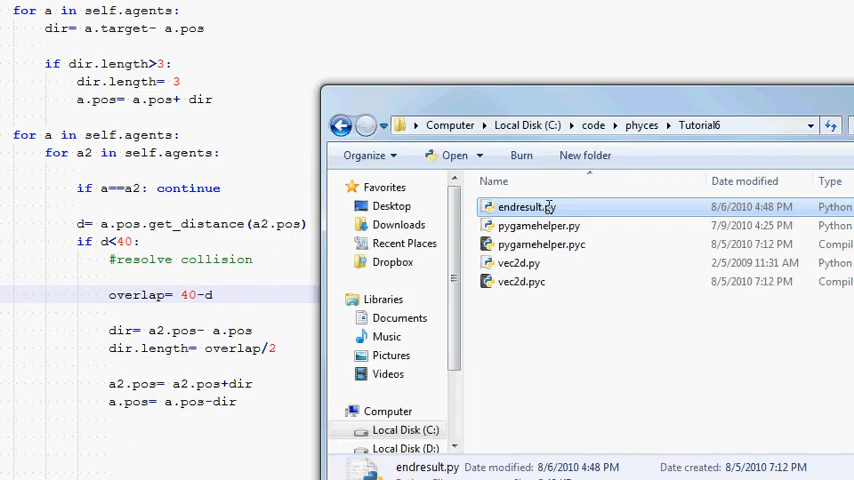 for a in self.agents:
dir= a.target- a.pos
if dir.length>3:
dir.length= 3
a.pos= a.pos+ dir
for a in self.agents:
for a2 in self.agents:
if a==a2: continue
d= a.pos.get_distance(a2.pos)
if d<40:
#resolve collision
overlap= 40-d
dir= a2.pos- a.pos
dir.length= overlap/2
a2.pos= a2.pos+dir
a.pos= a.pos-dir
Computer Local Disk (C:) code phyces Tutorial6
Organize Open Burn New folder
Favorites
Desktop
Downloads
Recent Places
Dropbox
Libraries
Documents
Music
Pictures
Videos
Computer
Local Disk (C:)
Local Disk (D:)
Name Date modified Type
endresult.py 8/6/2010 4:48 PM Python
pygamehelper.py 7/9/2010 4:25 PM Python
pygamehelper.pyc 8/5/2010 7:12 PM Compil
vec2d.py 2/5/2009 11:31 AM Python
vec2d.pyc 8/5/2010 7:12 PM Compil
endresult.py Date modified: 8/6/2010 4:48 PM Date created: 8/5/2010 7:12 PM